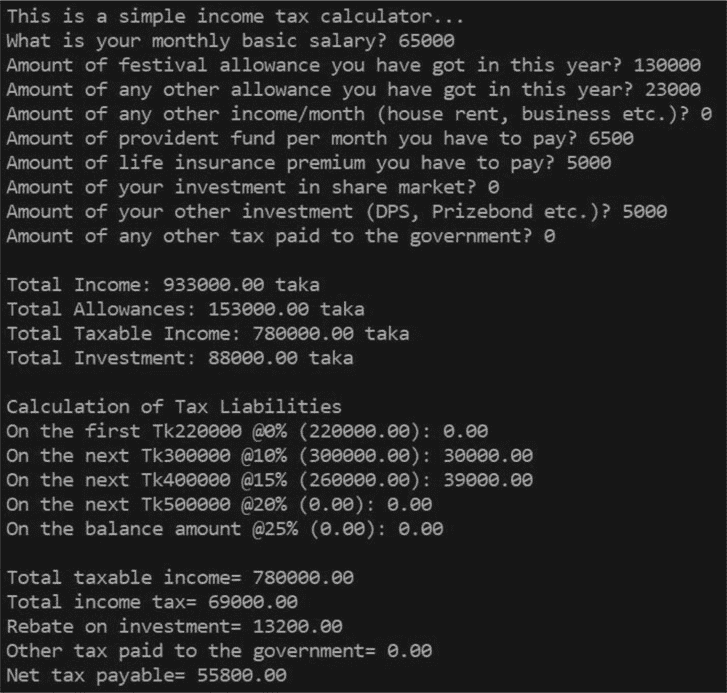 This is a simple income tax calculator...
What is your monthly basic salary? 65000
Amount of festival allowance you have got in this year? 130000
Amount of any other allowance you have got in this year? 23000
Amount of any other income/month (house rent, business etc.)? 0
Amount of provident fund per month you have to pay? 6500
Amount of life insurance premium you have to pay? 5000
Amount of your investment in share market? 0
Amount of your other investment (DPS, Prizebond etc.)? 5000
Amount of any other tax paid to the government? 0
Total Income: 933000.00 taka
Total Allowances: 153000.00 taka
Total Taxable Income: 780000.00 taka
Total Investment: 88000.00 taka
Calculation of Tax Liabilities
On the first Tk220000 @0% (220000.00): 0.00
On the next Tk300000 @10% (300000.00): 30000.00
On the next Tk400000 @15% (260000.00): 39000.00
On the next Tk500000 @20% (0.00): 0.00
On the balance amount @25% (0.00): 0.00
Total taxable income= 780000.00
Total income tax= 69000.00
Rebate on investment= 13200.00
Other tax paid to the government= 0.00
Net tax payable= 55800.00